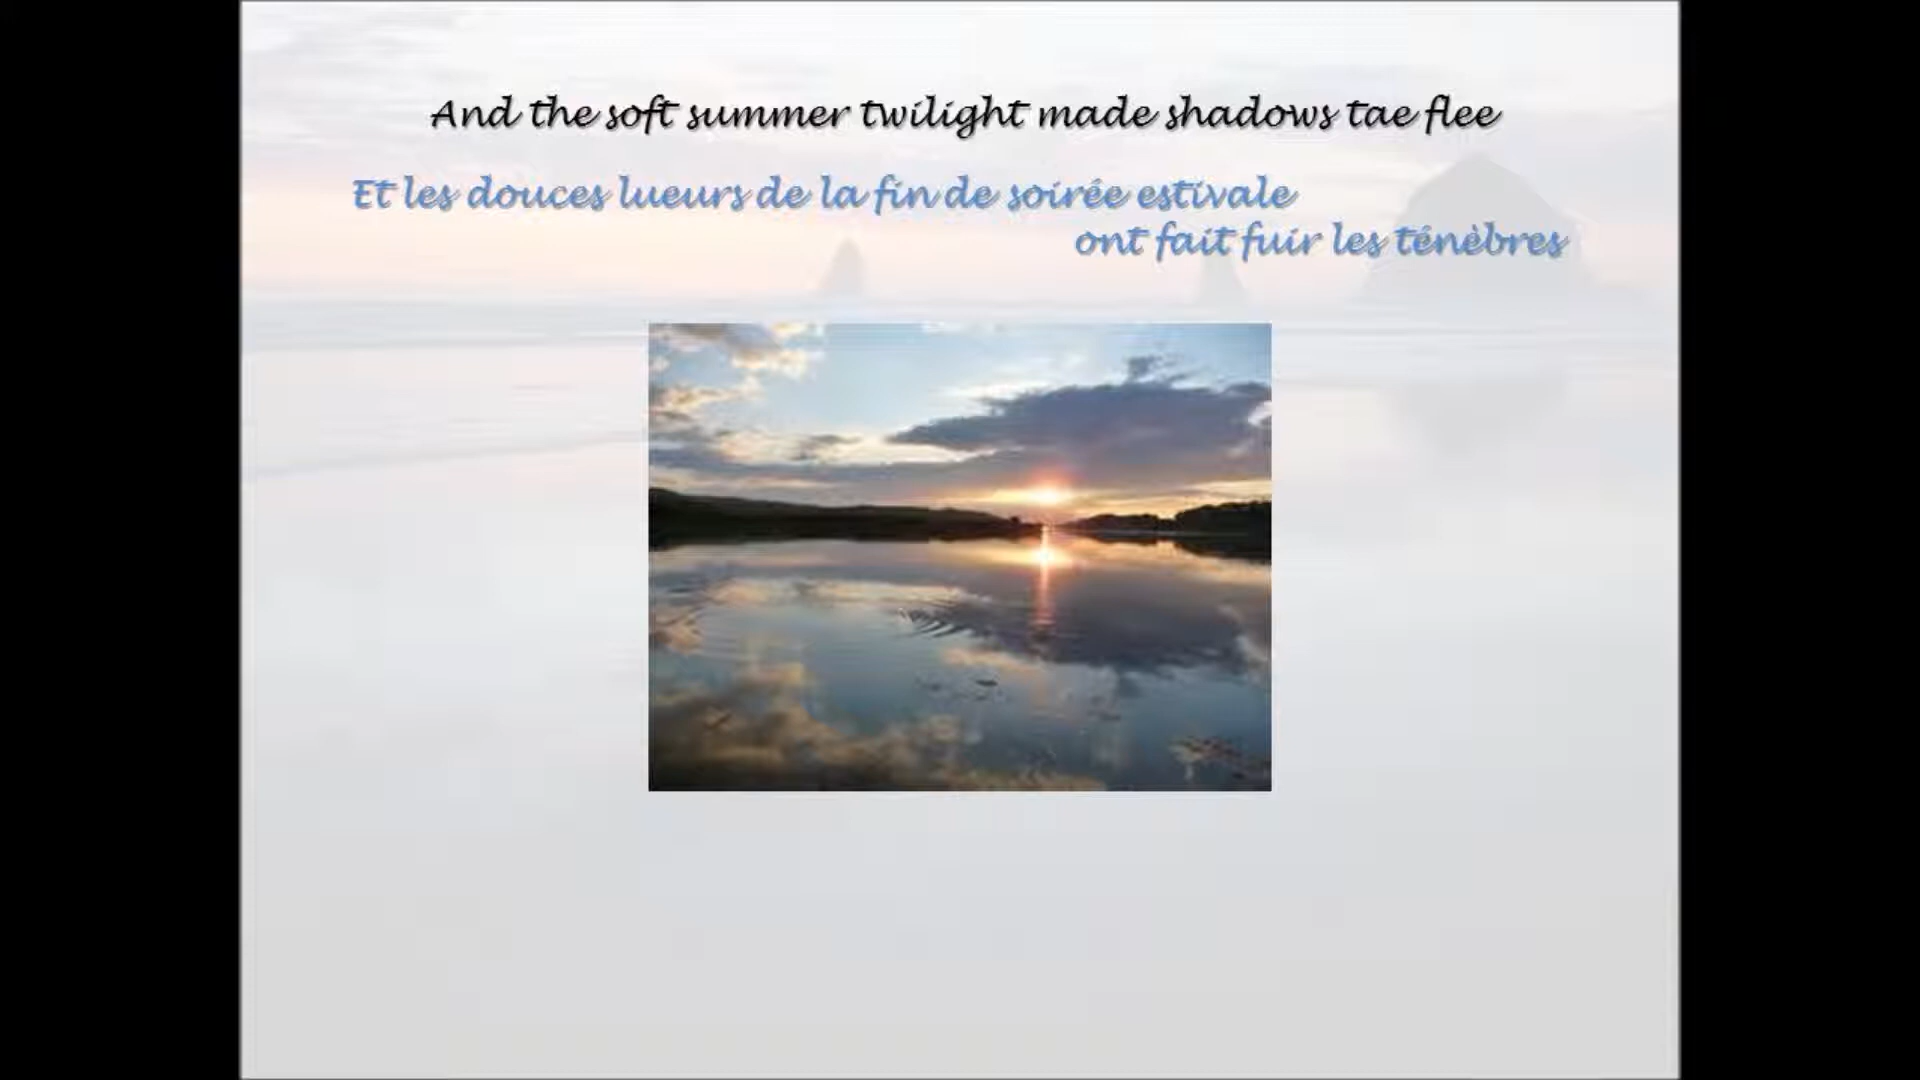 And the soft summer twilight made shadows tae flee
Et les douces lueurs de la fin de soirée estivale
ont fait fuir les ténèbres